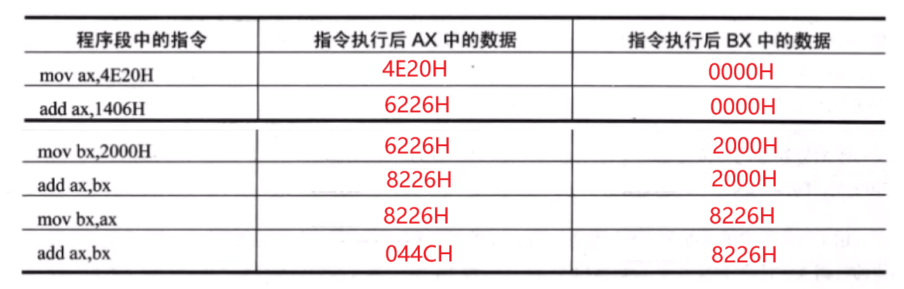 程序段中的指令 指令执行后 AX 中的数据 指令执行后 BX 中的数据
mov ax,4E20H 4E20H 0000H
add ax,1406H 6226H 0000H
mov bx,2000H 6226H 2000H
add ax,bx 8226H 2000H
mov bx,ax 8226H 8226H
add ax,bx 044CH 8226H